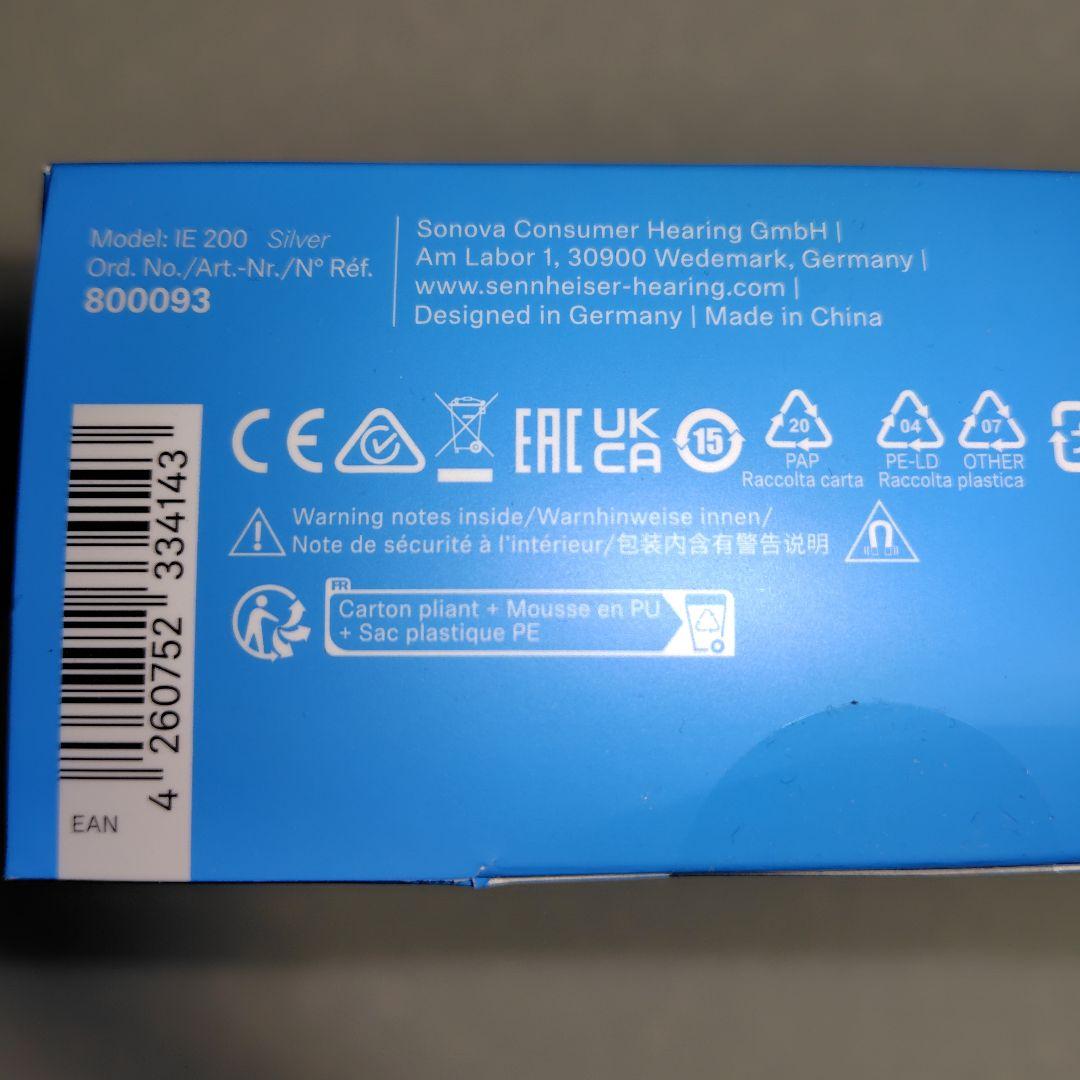 Model: IE 200 Silver
Ord. No./Art.-Nr./N° Réf.
800093
Sonova Consumer Hearing GmbH |
Am Labor 1, 30900 Wedemark, Germany |
www.sennheiser-hearing.com |
Designed in Germany | Made in China
CE
EAC
UK
CA
15
20
PAP
Raccolta carta
04
PE-LD
07
OTHER
Raccolta plastica
Warning notes inside/Warnhinweise innen/
Note de sécurité à l'intérieur/包装内含有警告说明
FR
Carton pliant + Mousse en PU
+ Sac plastique PE
4 260752 334143
EAN